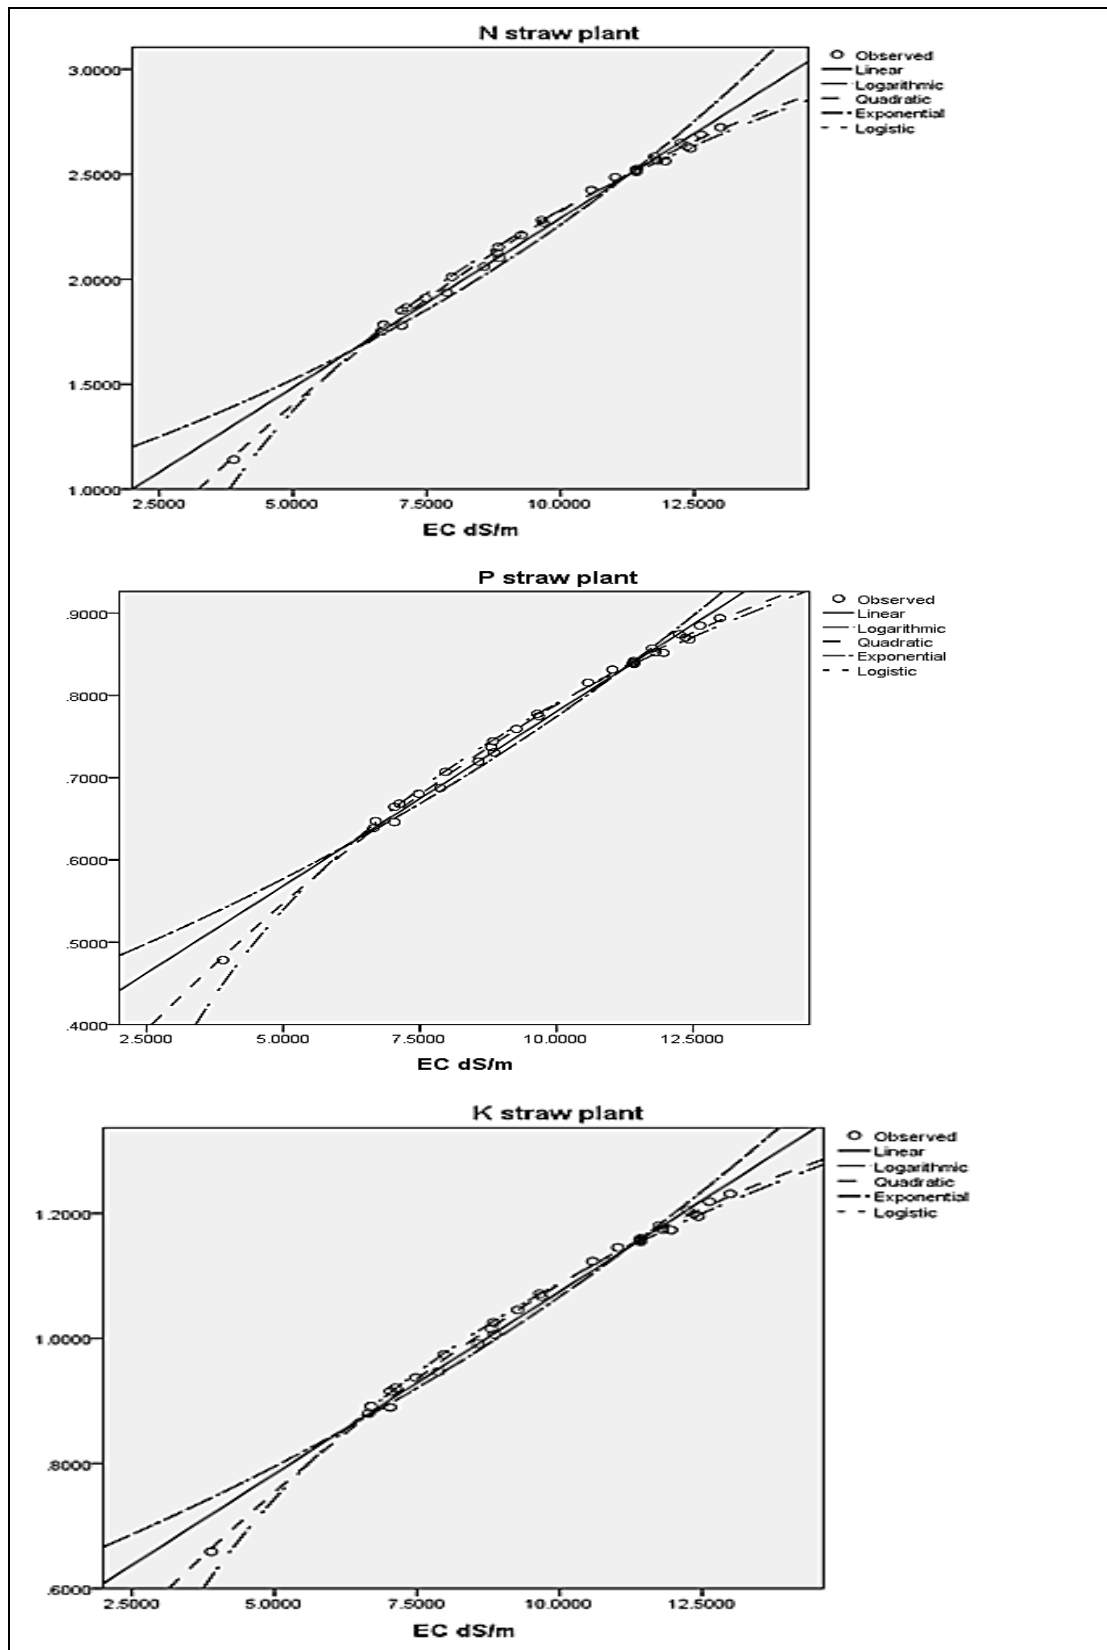 N straw plant
3.0000
2.5000
2.0000
1.5000
1.0000
2.5000 5.0000 7.5000 10.0000 12.5000
EC dS/m
Observed
Linear
Logarithmic
Quadratic
Exponential
Logistic
P straw plant
.9000
.8000
.7000
.6000
.5000
.4000
2.5000 5.0000 7.5000 10.0000 12.5000
EC dS/m
Observed
Linear
Logarithmic
Quadratic
Exponential
Logistic
K straw plant
1.2000
1.0000
.8000
.6000
2.5000 5.0000 7.5000 10.0000 12.5000
EC dS/m
Observed
Linear
Logarithmic
Quadratic
Exponential
Logistic